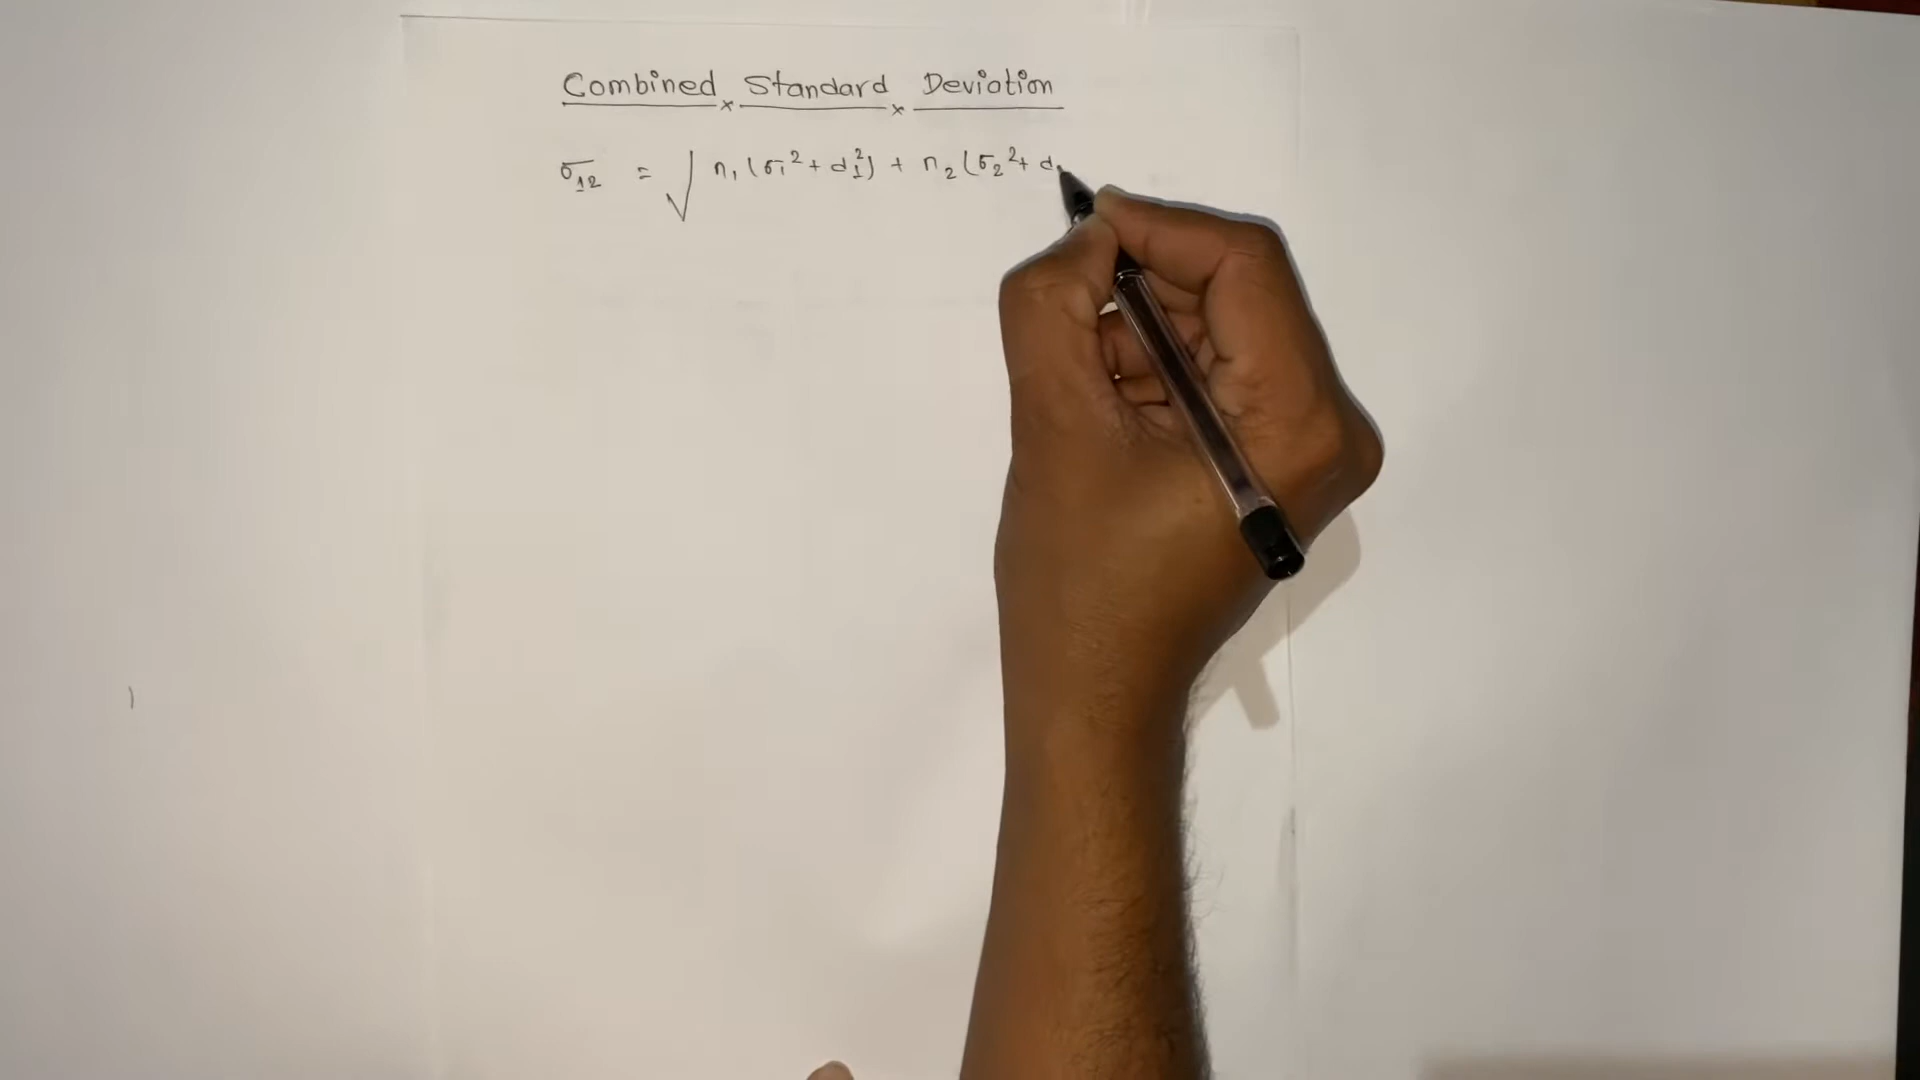 Combined Standard Deviation
σ₁₂ = √ n₁(σ₁² + d₁²) + n₂(σ₂² + d